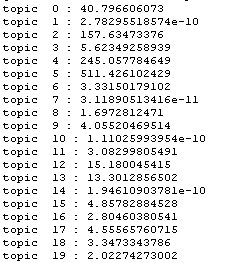 topic 0 : 40.796606073
topic 1 : 2.78295518574e-10
topic 2 : 157.63473376
topic 3 : 5.62349258939
topic 4 : 245.057784649
topic 5 : 511.426102429
topic 6 : 3.33150179102
topic 7 : 3.11890513416e-11
topic 8 : 1.6972812471
topic 9 : 4.05520469514
topic 10 : 1.11025993954e-10
topic 11 : 3.08299805491
topic 12 : 15.180045415
topic 13 : 13.3012856502
topic 14 : 1.94610903781e-10
topic 15 : 4.85782884528
topic 16 : 2.80460380541
topic 17 : 4.55565760715
topic 18 : 3.3473343786
topic 19 : 2.02274273002